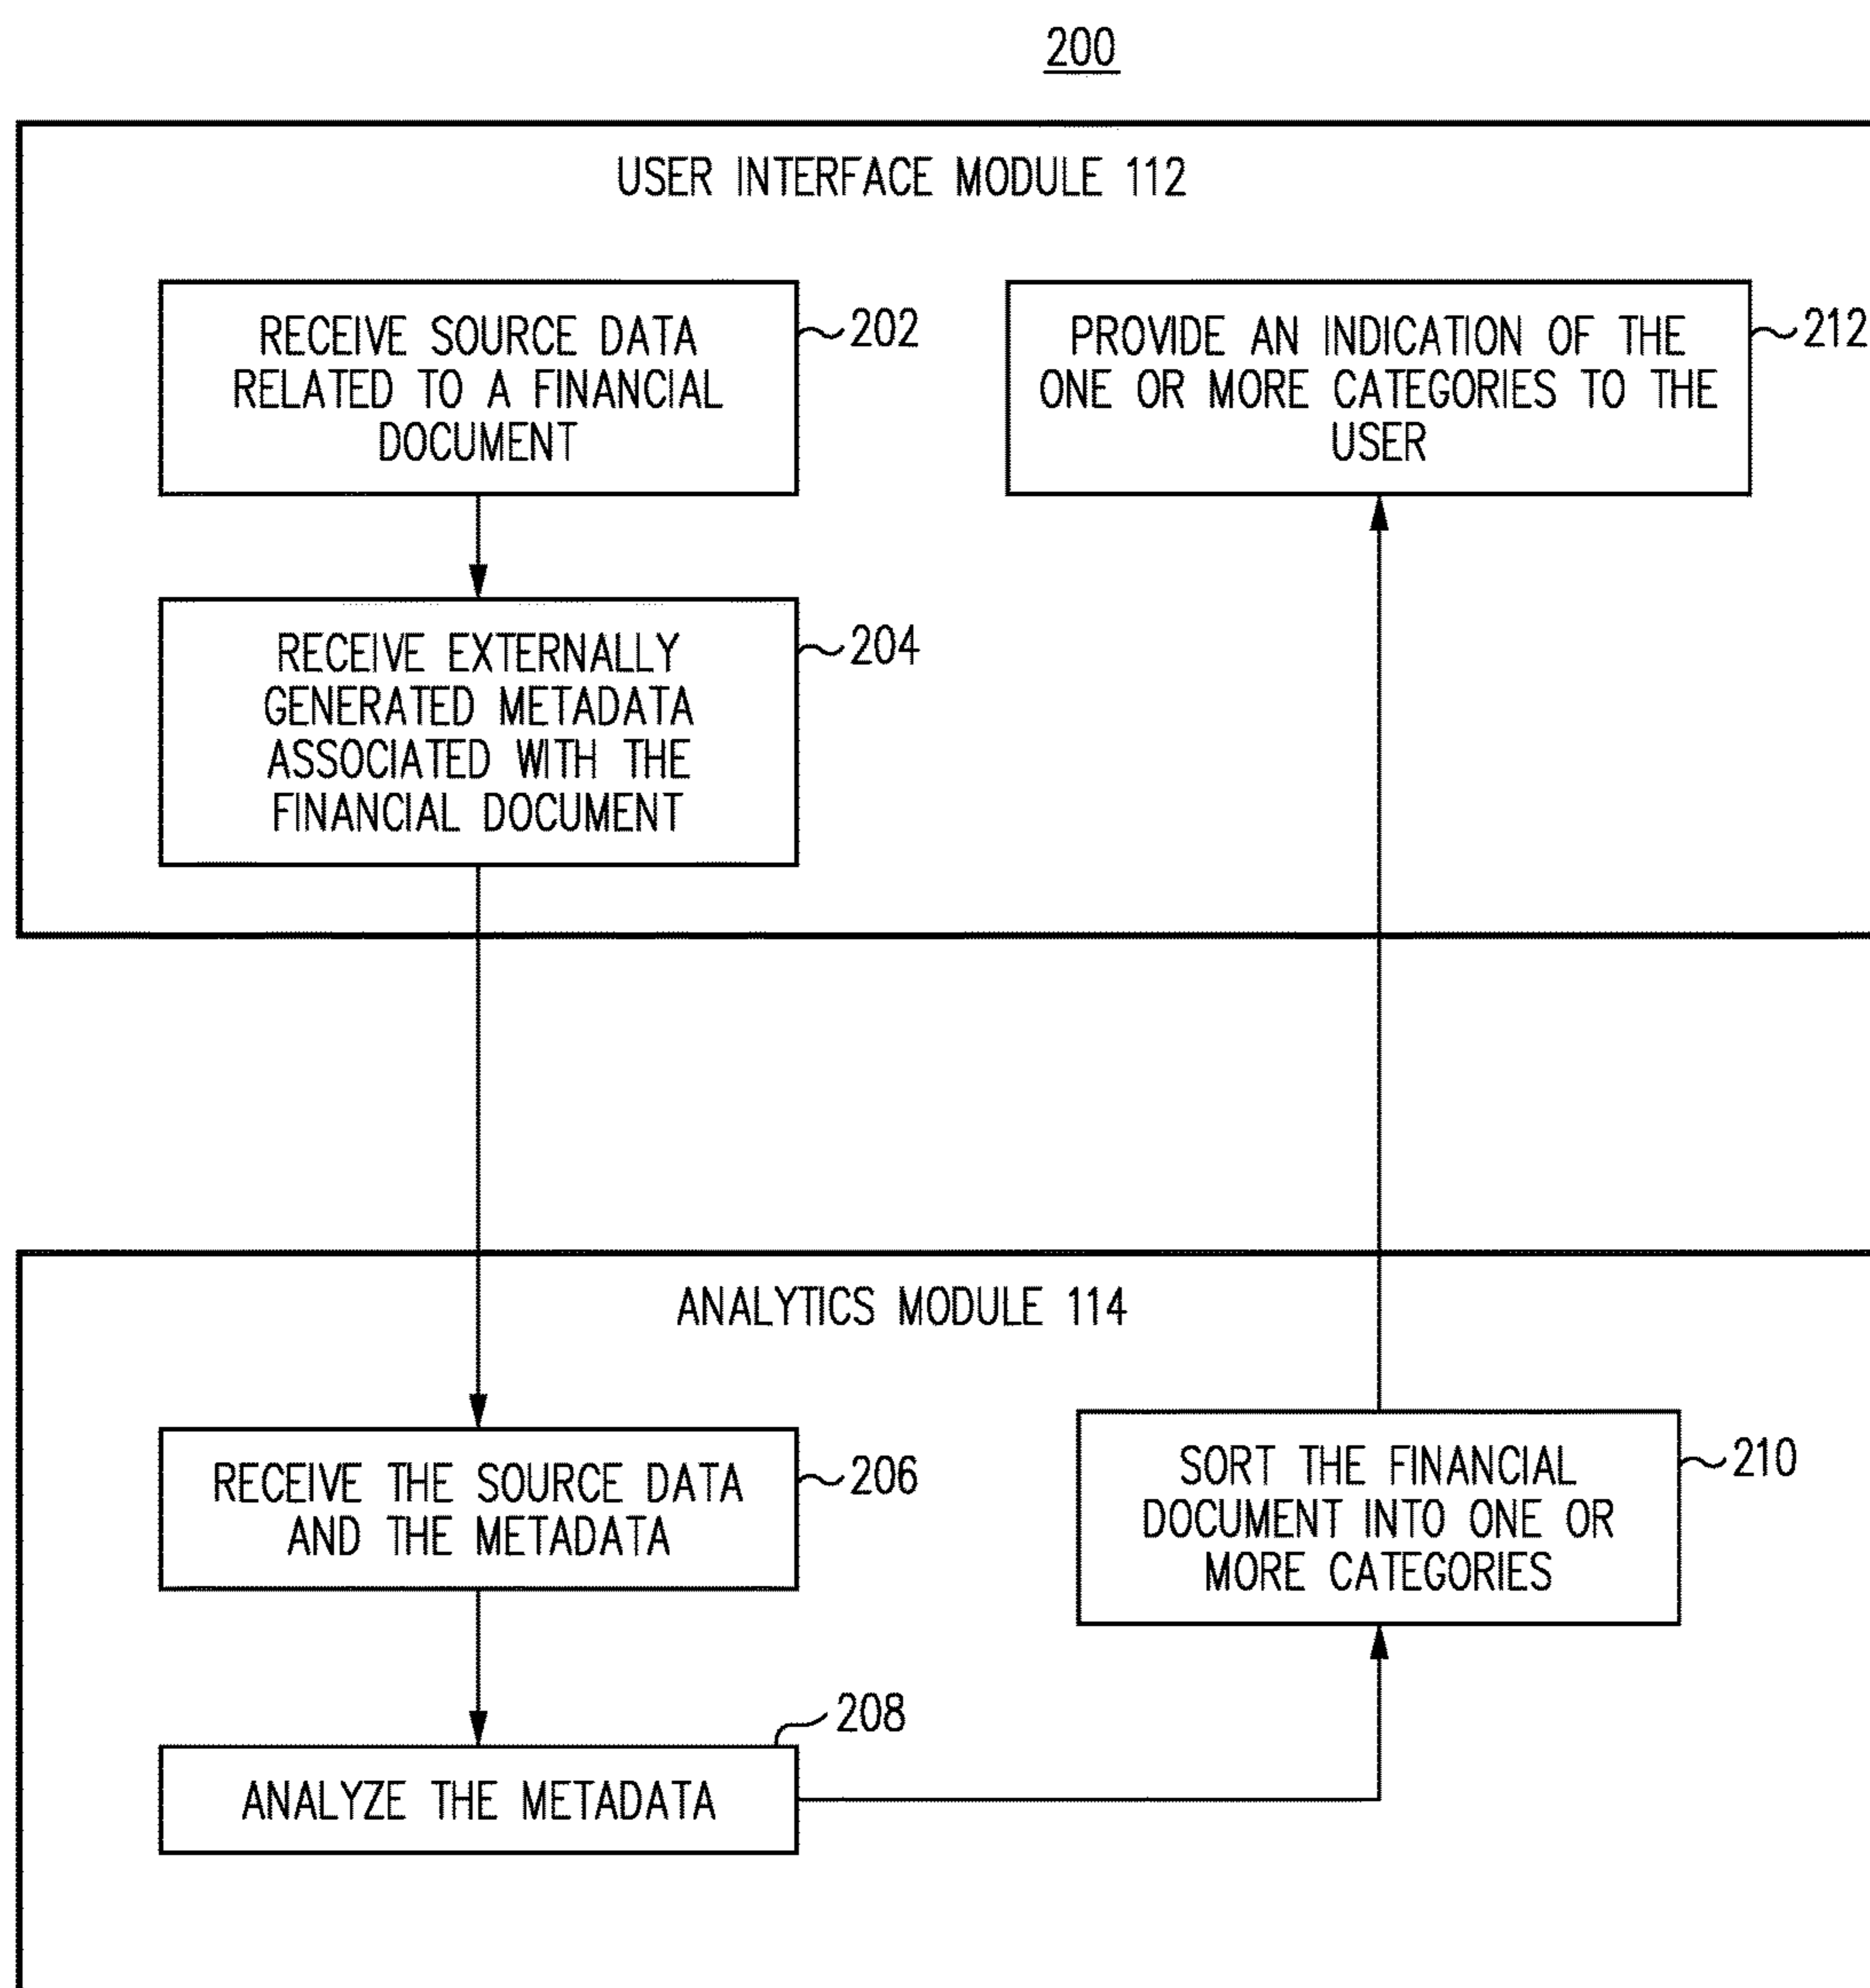 200
USER INTERFACE MODULE 112
RECEIVE SOURCE DATA
RELATED TO A FINANCIAL
DOCUMENT
202
PROVIDE AN INDICATION OF THE
ONE OR MORE CATEGORIES TO THE
USER
212
RECEIVE EXTERNALLY
GENERATED METADATA
ASSOCIATED WITH THE
FINANCIAL DOCUMENT
204
ANALYTICS MODULE 114
RECEIVE THE SOURCE DATA
AND THE METADATA
206
SORT THE FINANCIAL
DOCUMENT INTO ONE OR
MORE CATEGORIES
210
208
ANALYZE THE METADATA